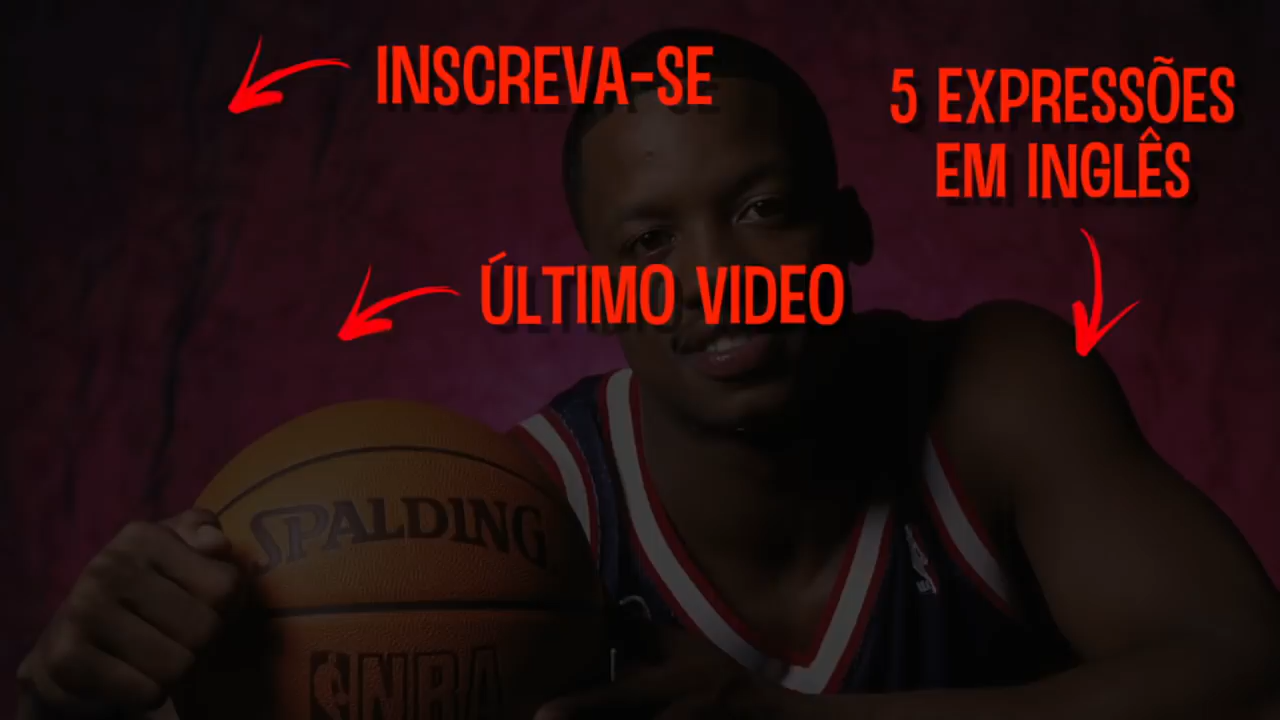 INSCREVA-SE
5 EXPRESSÕES
EM INGLÊS
ÚLTIMO VIDEO
SPALDING
NBA